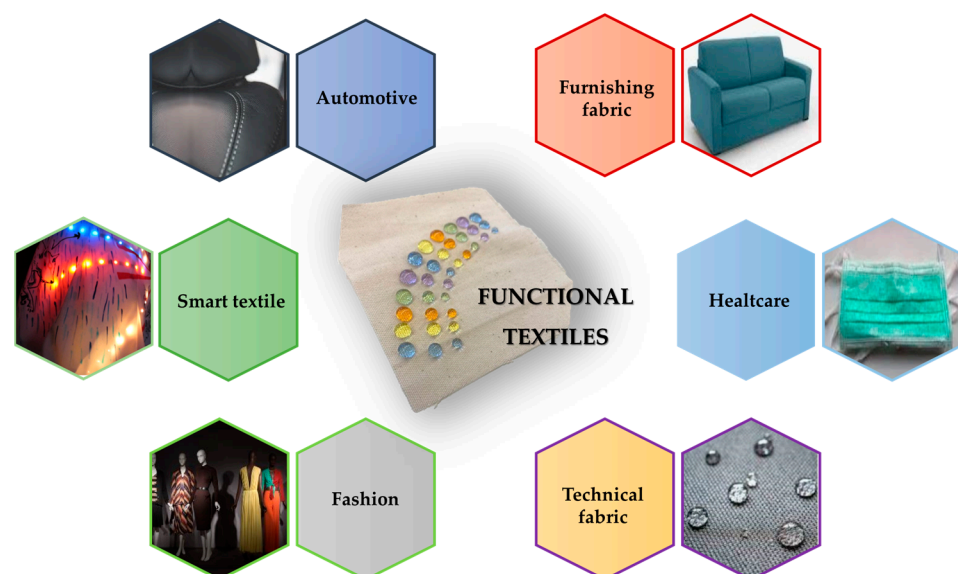 Automotive
Furnishing
fabric
Smart textile
FUNCTIONAL
TEXTILES
Healtcare
Fashion
Technical
fabric